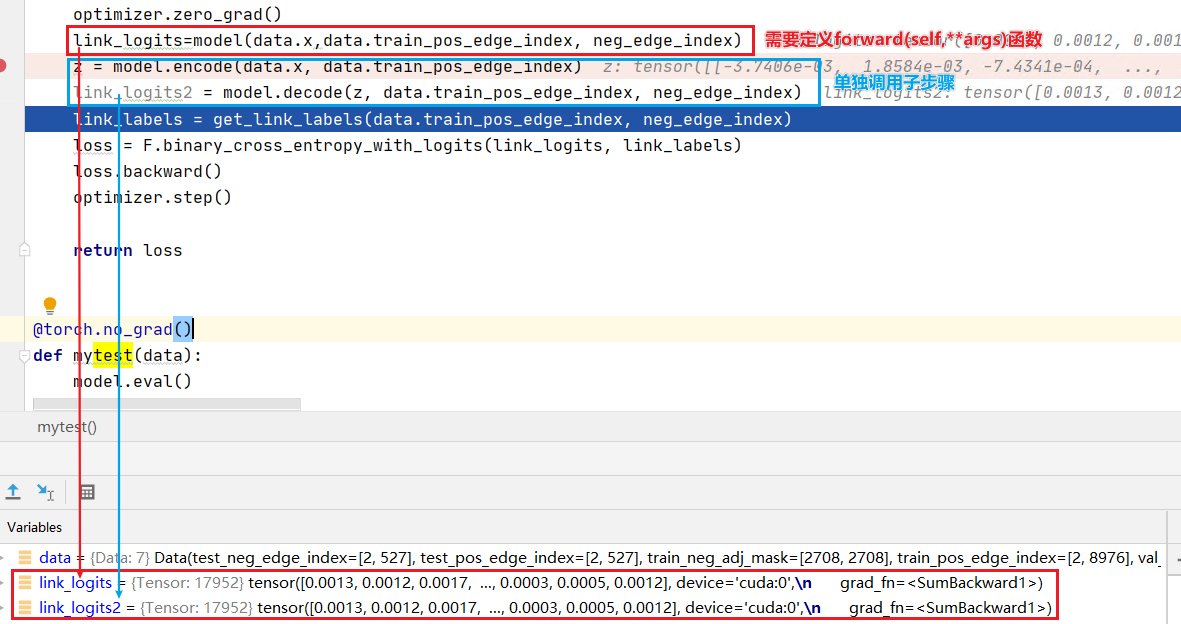 optimizer.zero_grad()
link_logits=model(data.x,data.train_pos_edge_index, neg_edge_index) 需要定义forward(self,**args)函数 0.0012, 0.001
z = model.encode(data.x, data.train_pos_edge_index) z: tensor([[-3.7406e-03, 1.8584e-03, -7.4341e-04, ...,
link_logits2 = model.decode(z, data.train_pos_edge_index, neg_edge_index) 单独调用子步骤 link_logits2: tensor([0.0013, 0.0012
link_labels = get_link_labels(data.train_pos_edge_index, neg_edge_index)
loss = F.binary_cross_entropy_with_logits(link_logits, link_labels)
loss.backward()
optimizer.step()
return loss
@torch.no_grad()
def mytest(data):
model.eval()
mytest()
Variables
data = {Data: 7} Data(test_neg_edge_index=[2, 527], test_pos_edge_index=[2, 527], train_neg_adj_mask=[2708, 2708], train_pos_edge_index=[2, 8976], val_
link_logits = {Tensor: 17952} tensor([0.0013, 0.0012, 0.0017, ..., 0.0003, 0.0005, 0.0012], device='cuda:0',\n grad_fn=<SumBackward1>)
link_logits2 = {Tensor: 17952} tensor([0.0013, 0.0012, 0.0017, ..., 0.0003, 0.0005, 0.0012], device='cuda:0',\n grad_fn=<SumBackward1>)